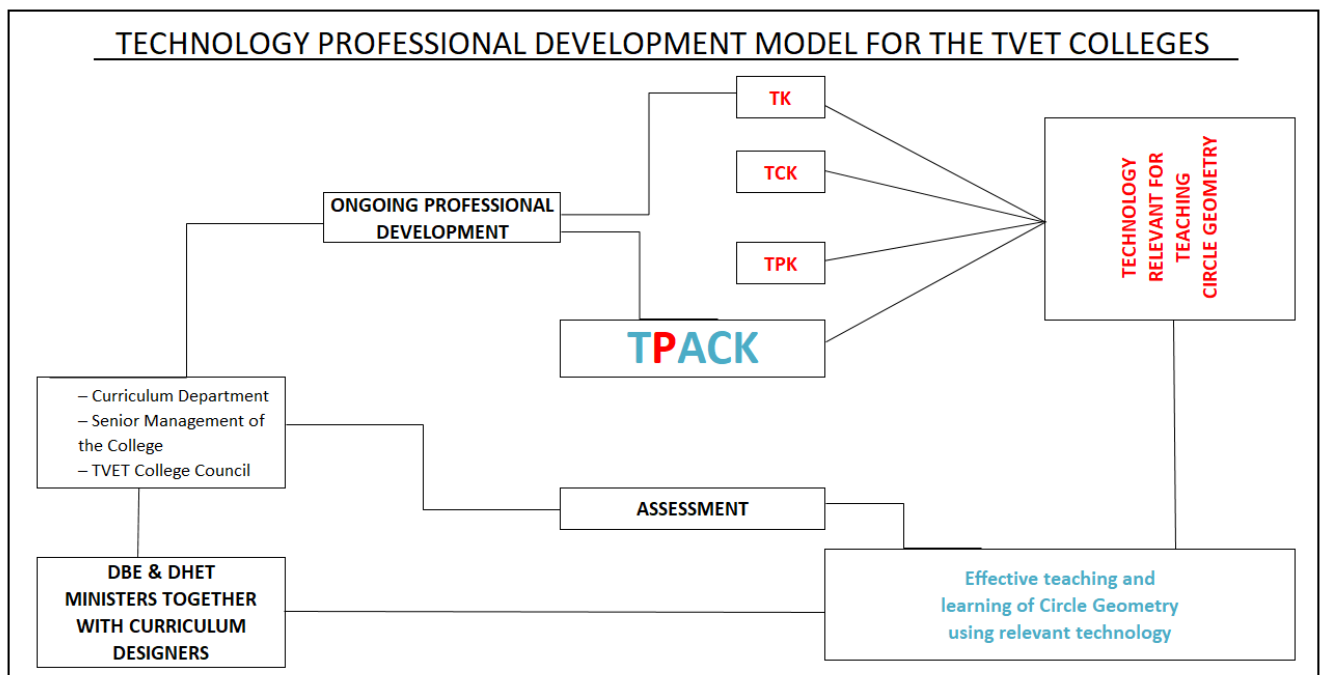 TECHNOLOGY PROFESSIONAL DEVELOPMENT MODEL FOR THE TVET COLLEGES
TK
TCK
TPK
TPACK
ONGOING PROFESSIONAL
DEVELOPMENT
TECHNOLOGY
RELEVANT FOR
TEACHING
CIRCLE GEOMETRY
– Curriculum Department
– Senior Management of
the College
– TVET College Council
ASSESSMENT
DBE & DHET
MINISTERS TOGETHER
WITH CURRICULUM
DESIGNERS
Effective teaching and
learning of Circle Geometry
using relevant technology